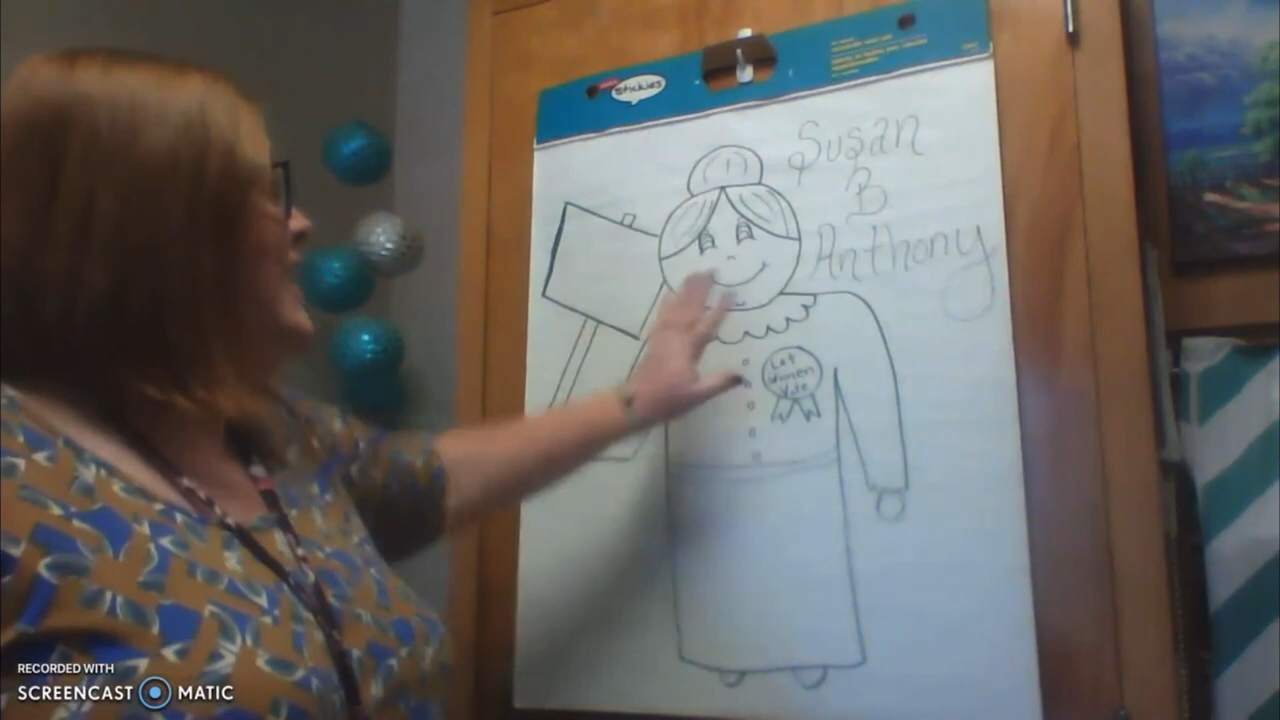 stickies
Susan
B
Anthony
Let
Women
Vote
RECORDED WITH
SCREENCAST MATIC